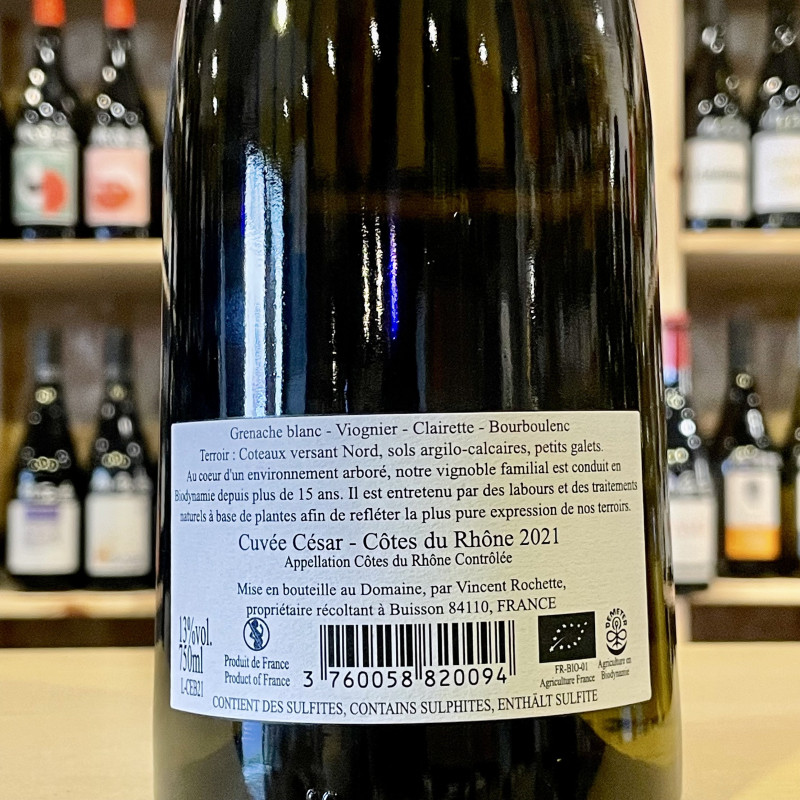 Grenache blanc - Viognier - Clairette - Bourboulenc
Terroir : Coteaux versant Nord, sols argilo-calcaires, petits galets.
Au coeur d'un environnement arboré, notre vignoble familial est conduit en
Biodynamie depuis plus de 15 ans. Il est entretenu par des labours et des traitements
naturels à base de plantes afin de refléter la plus pure expression de nos terroirs.
Cuvée César - Côtes du Rhône 2021
Appellation Côtes du Rhône Contrôlée
Mise en bouteille au Domaine, par Vincent Rochette,
propriétaire récoltant à Buisson 84110, FRANCE
13%vol.
750ml
L-CEB21
Produit de France
Product of France
3 760058 820094
FR-BIO-01
Agriculture France
DEMETER
Agriculture en
Biodynamie
CONTIENT DES SULFITES, CONTAINS SULPHITES, ENTHÄLT SULFITE